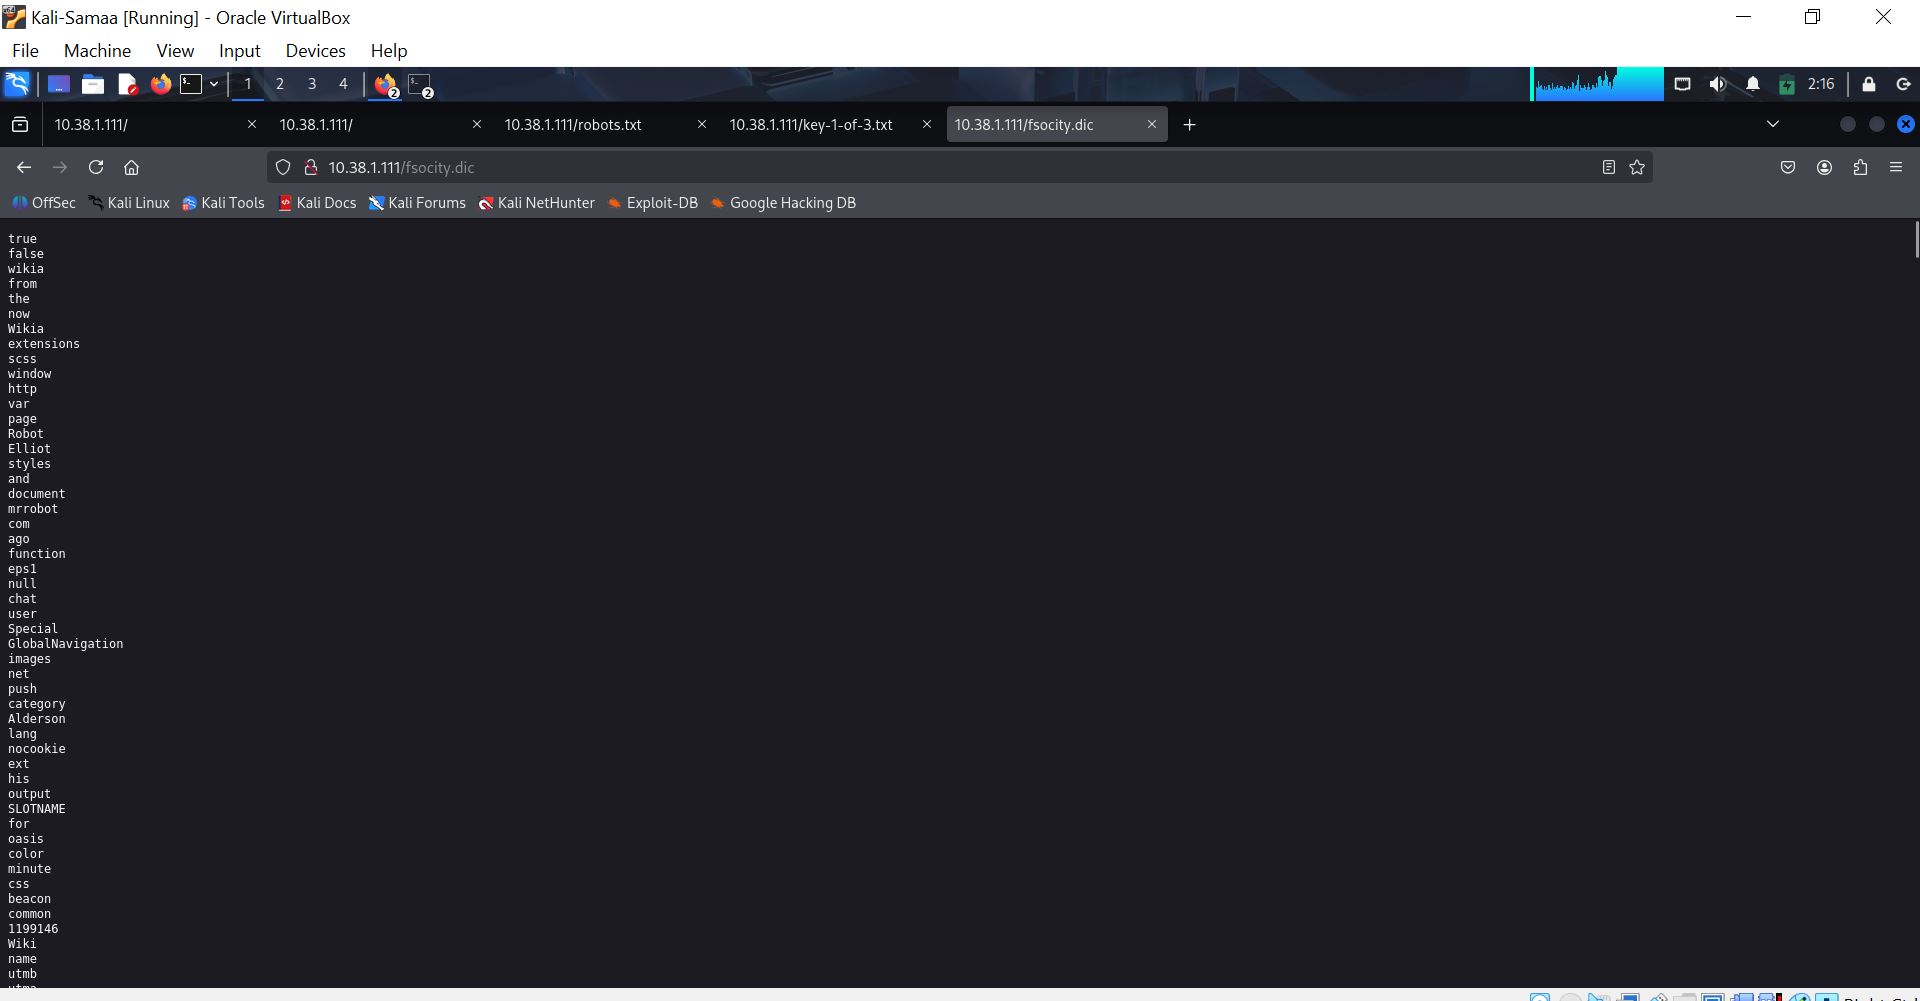 Kali-Samaa [Running] - Oracle VirtualBox
File Machine View Input Devices Help
1 2 3 4 2 2 2:16
10.38.1.111/ 10.38.1.111/ 10.38.1.111/robots.txt 10.38.1.111/key-1-of-3.txt 10.38.1.111/fsocity.dic
10.38.1.111/fsocity.dic
OffSec Kali Linux Kali Tools Kali Docs Kali Forums Kali NetHunter Exploit-DB Google Hacking DB
true
false
wikia
from
the
now
Wikia
extensions
scss
window
http
var
page
Robot
Elliot
styles
and
document
mrrobot
com
ago
function
eps1
null
chat
user
Special
GlobalNavigation
images
net
push
category
Alderson
lang
nocookie
ext
his
output
SLOTNAME
for
oasis
color
minute
css
beacon
common
1199146
Wiki
name
utmb